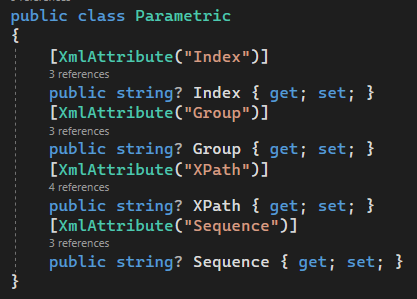 public class Parametric
{
[XmlAttribute("Index")]
3 references
public string? Index { get; set; }
[XmlAttribute("Group")]
3 references
public string? Group { get; set; }
[XmlAttribute("XPath")]
4 references
public string? XPath { get; set; }
[XmlAttribute("Sequence")]
3 references
public string? Sequence { get; set; }
}